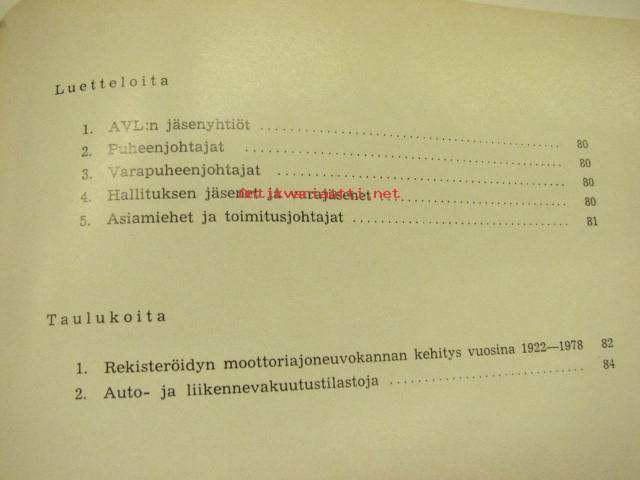 Luetteloita
1. AVL:n jäsenyhtiöt ........................................ 80
2. Puheenjohtajat ........................................ 80
3. Varapuheenjohtajat ........................................ 80
4. Hallituksen jäsenet ja varajäsenet ........................ 80
5. Asiamiehet ja toimitusjohtajat ........................ 81
Taulukoita
1. Rekisteröidyn moottoriajoneuvokannan kehitys vuosina 1922—1978 82
2. Auto- ja liikennevakuutustilastoja ........................ 84